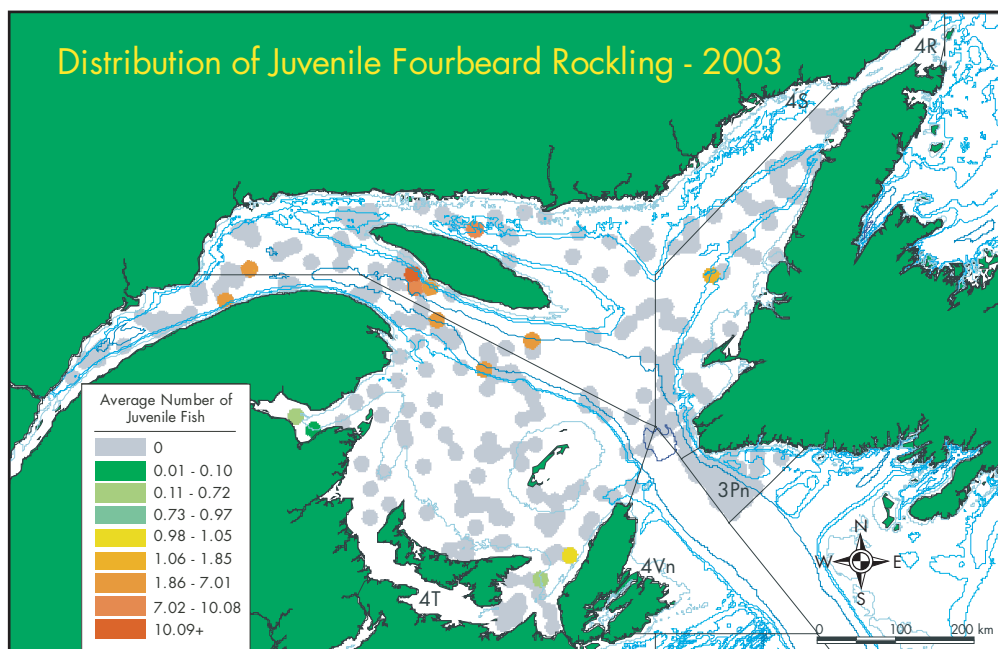 Distribution of Juvenile Fourbeard Rockling - 2003
4R
4S
Average Number of
Juvenile Fish
0
0.01 - 0.10
0.11 - 0.72
0.73 - 0.97
0.98 - 1.05
1.06 - 1.85
1.86 - 7.01
7.02 - 10.08
10.09+
3Pn
4Vn
4T
N
W E
S
0 100 200 km